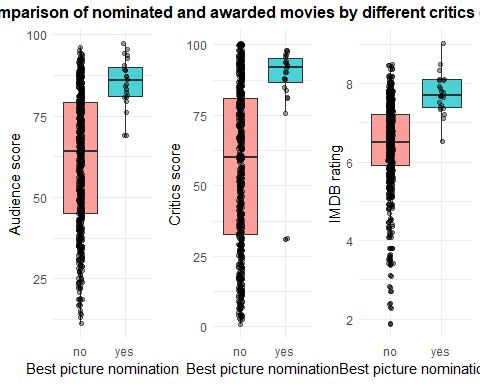 mparison of nominated and awarded movies by different critics
Audience score
100
75
50
25
no
yes
Best picture nomination
Critics score
100
75
50
25
0
no
yes
Best picture nomination
IMDB rating
8
6
4
2
no
yes
Best picture nominatio